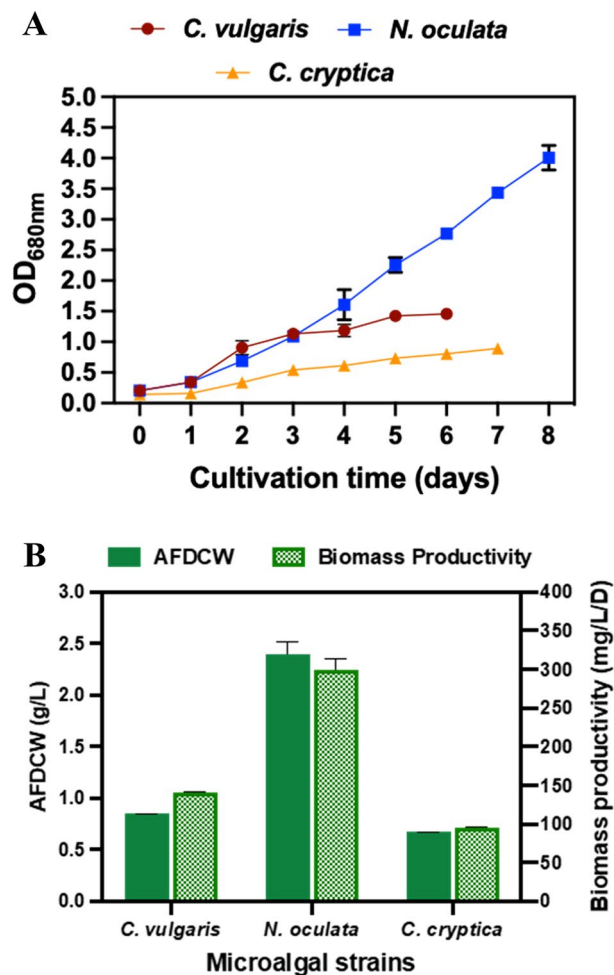 A
C. vulgaris N. oculata
C. cryptica
5.0
4.5
4.0
3.5
3.0
2.5
2.0
1.5
1.0
0.5
0.0
OD680nm
0 1 2 3 4 5 6 7 8
Cultivation time (days)
B
AFDCW Biomass Productivity
3.0
2.5
2.0
1.5
1.0
0.5
0.0
AFDCW (g/L)
400
350
300
250
200
150
100
50
0
Biomass productivity (mg/L/D)
C. vulgaris N. oculata C. cryptica
Microalgal strains